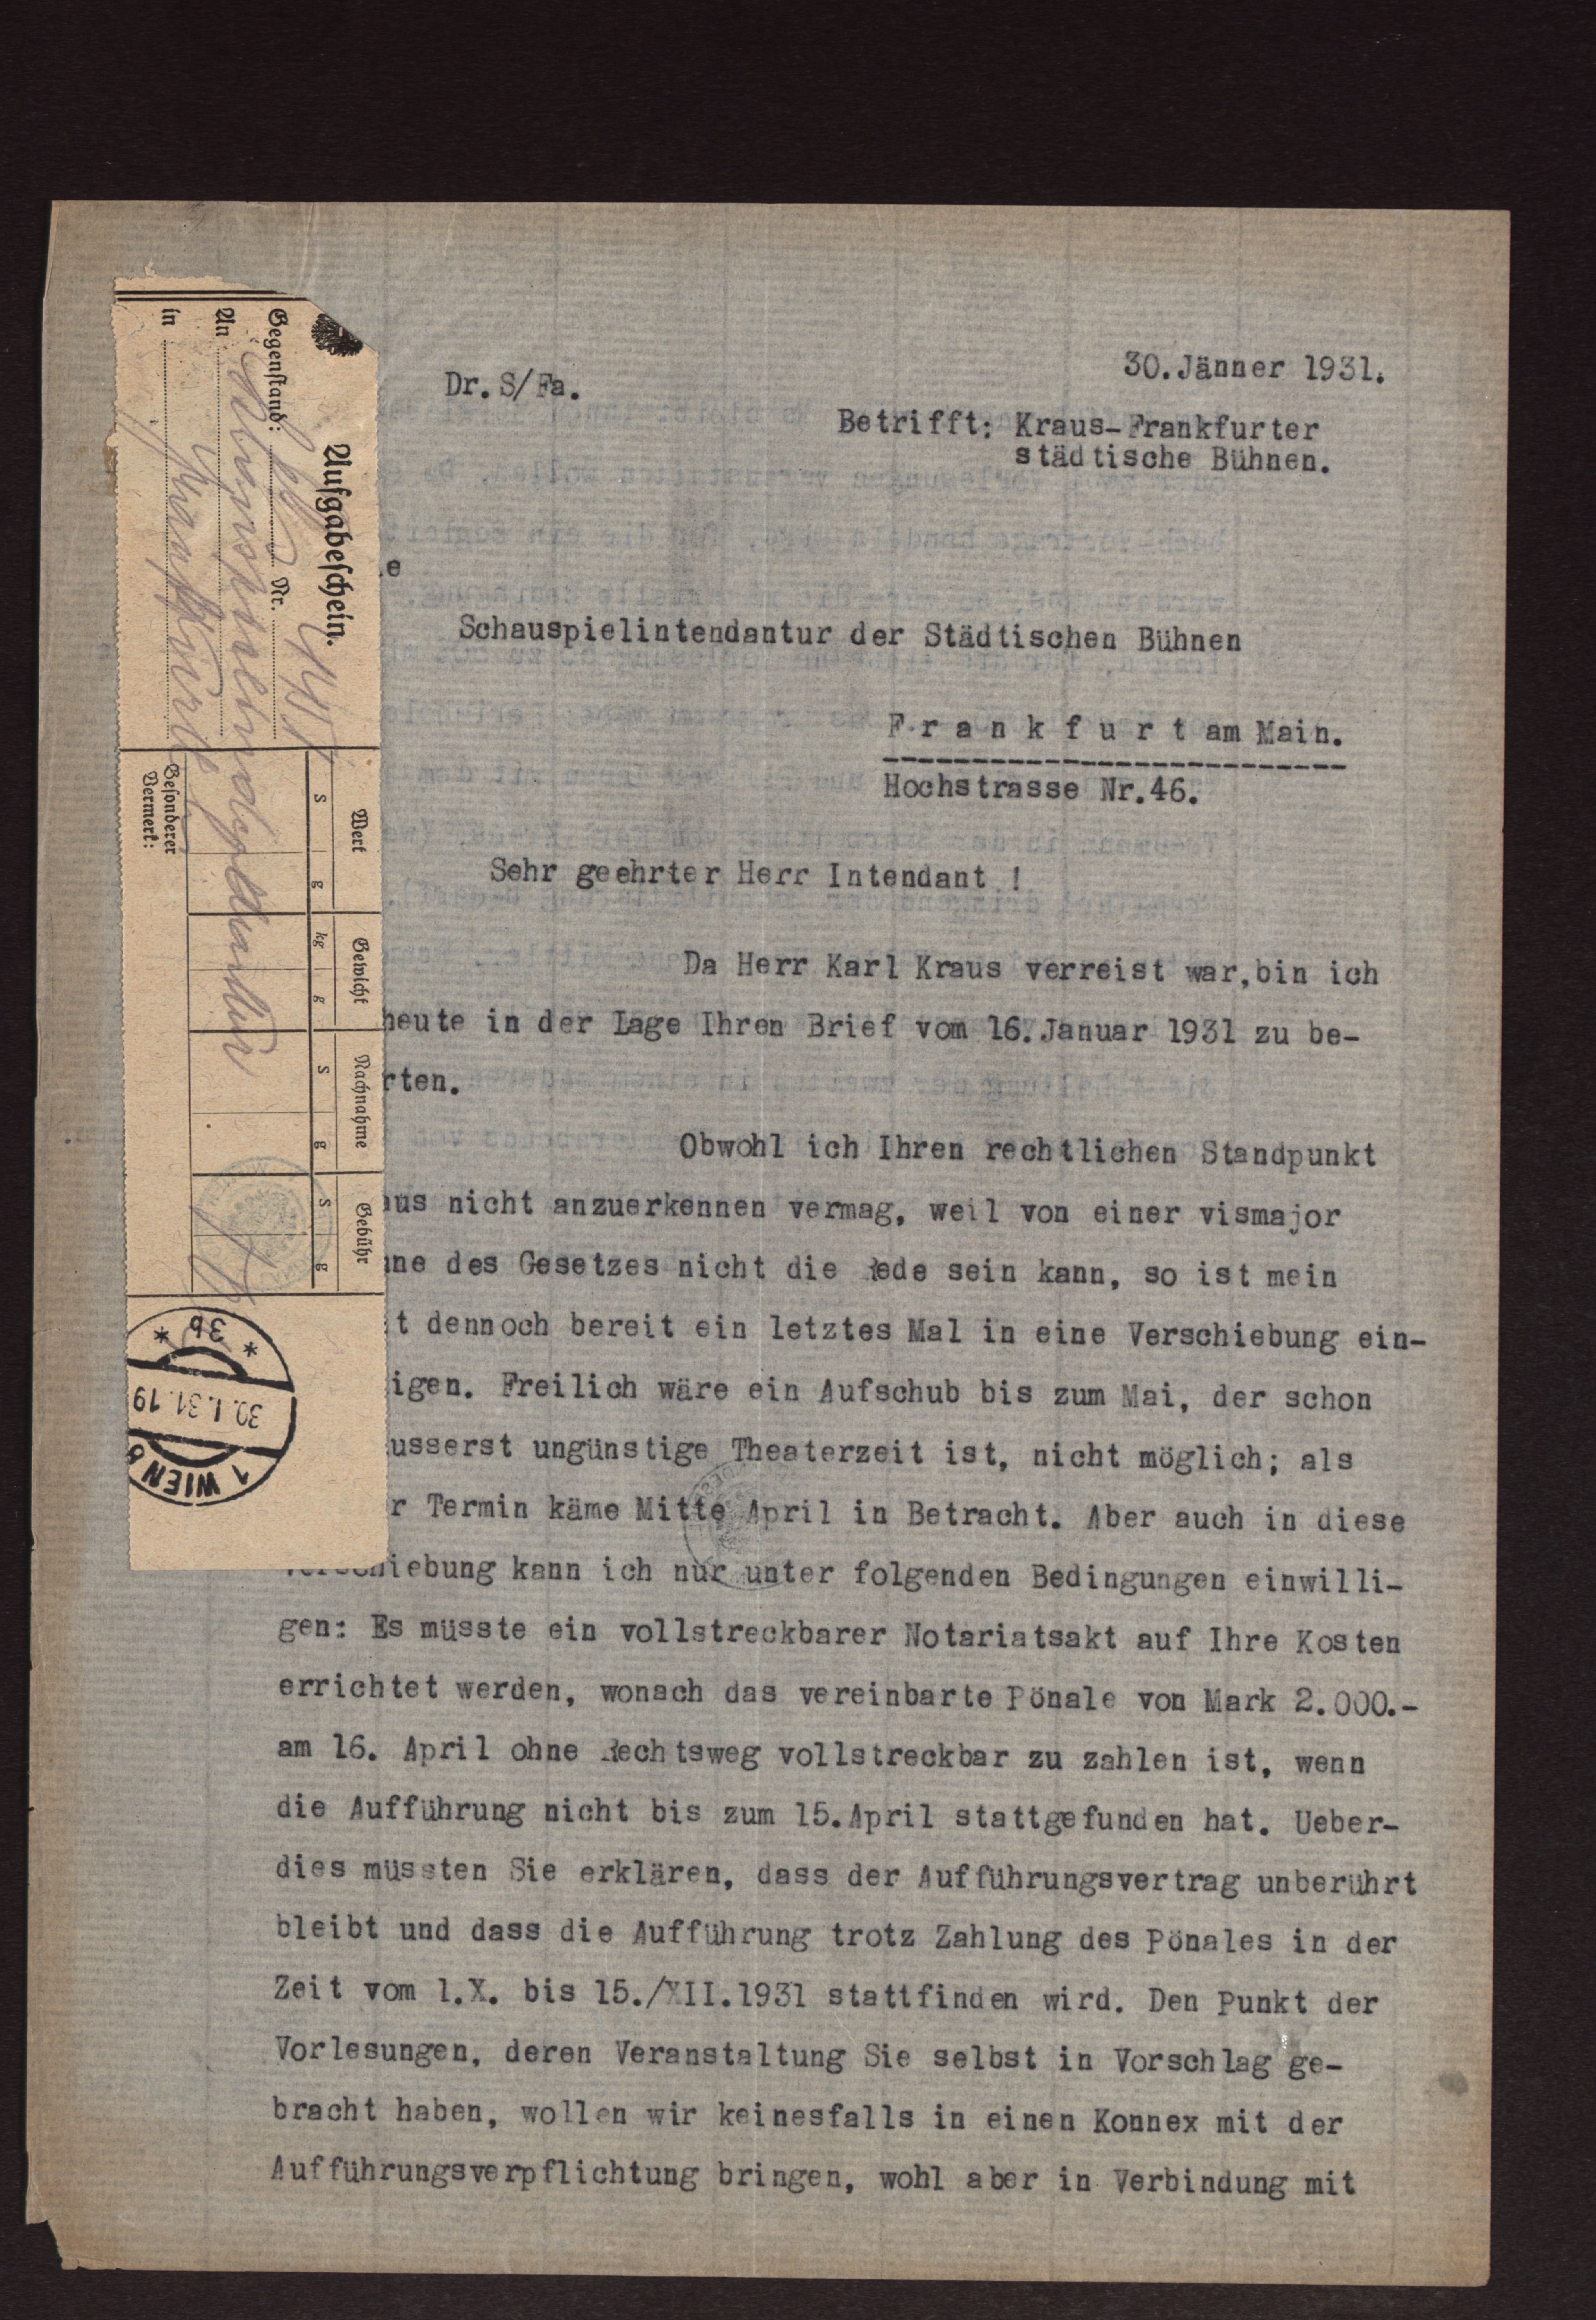 30.Jänner 1931.
Dr.S/Fa.
Betrifft: Kraus-Frankfurter
städtische Bühnen.
e
Schauspielintendantur der Städtischen Bühnen
F r a n k f u r t am Main.
Hochstrasse Nr.46.
Sehr geehrter Herr Intendant !
Da Herr Karl Kraus verreist war,bin ich
heute in der Lage Ihren Brief vom 16.Januar 1931 zu be-
rten.
Obwohl ich Ihren rechtlichen Standpunkt
aus nicht anzuerkennen vermag, weil von einer vismajor
ne des Gesetzes nicht die Rede sein kann, so ist mein
t dennoch bereit ein letztes Mal in eine Verschiebung ein-
igen. Freilich wäre ein Aufschub bis zum Mai, der schon
usserst ungünstige Theaterzeit ist, nicht möglich; als
r Termin käme Mitte April in Betracht. Aber auch in diese
Verschiebung kann ich nur unter folgenden Bedingungen einwilli-
gen: Es müsste ein vollstreckbarer Notariatsakt auf Ihre Kosten
errichtet werden, wonach das vereinbarte Pönale von Mark 2.000.-
am 16. April ohne Rechtsweg vollstreckbar zu zahlen ist, wenn
die Aufführung nicht bis zum 15.April stattgefunden hat. Ueber-
dies müssten Sie erklären, dass der Aufführungsvertrag unberührt
bleibt und dass die Aufführung trotz Zahlung des Pönales in der
Zeit vom 1.X. bis 15./XII.1931 stattfinden wird. Den Punkt der
Vorlesungen, deren Veranstaltung Sie selbst in Vorschlag ge-
bracht haben, wollen wir keinesfalls in einen Konnex mit der
Aufführungsverpflichtung bringen, wohl aber in Verbindung mit
Aufgabeschein.
Gegenstand: Nr.
An Schauspielintendantur
in Frankfurt
Wert Gewicht Nachnahme Gebühr
S g kg g S g S g
Besonderer
Vermerk:
* 3b *
30.I.31.19
1 WIEN